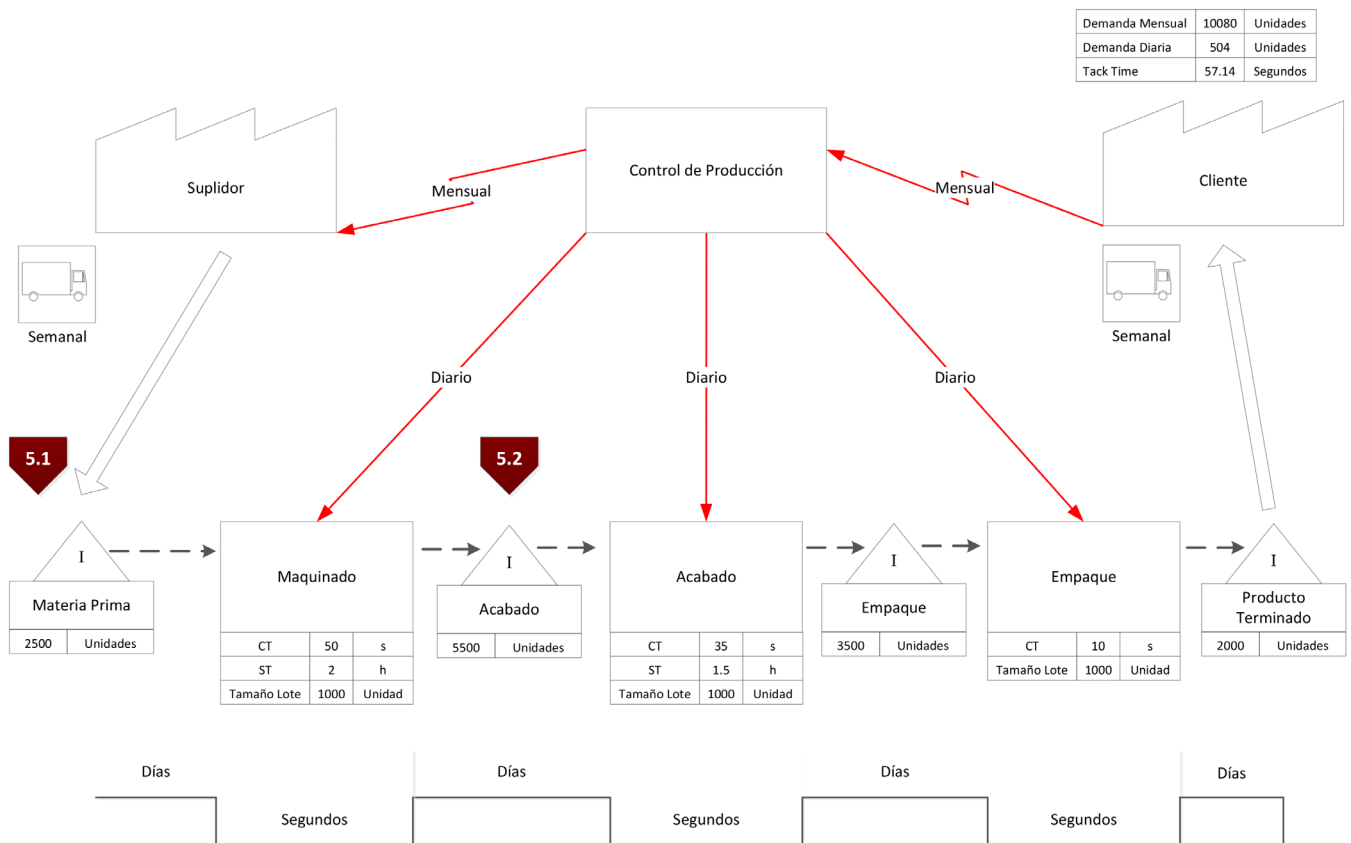 Demanda Mensual 10080 Unidades
Demanda Diaria 504 Unidades
Tack Time 57.14 Segundos
Suplidor
Control de Producción
Cliente
Mensual
Mensual
Semanal
Semanal
Diario
Diario
Diario
5.1
5.2
I
I
I
I
Materia Prima
2500 Unidades
Maquinado
CT 50 s
ST 2 h
Tamaño Lote 1000 Unidad
Acabado
5500 Unidades
Acabado
CT 35 s
ST 1.5 h
Tamaño Lote 1000 Unidad
Empaque
3500 Unidades
Empaque
CT 10 s
Tamaño Lote 1000 Unidad
Producto
Terminado
2000 Unidades
Días
Segundos
Días
Segundos
Días
Segundos
Días